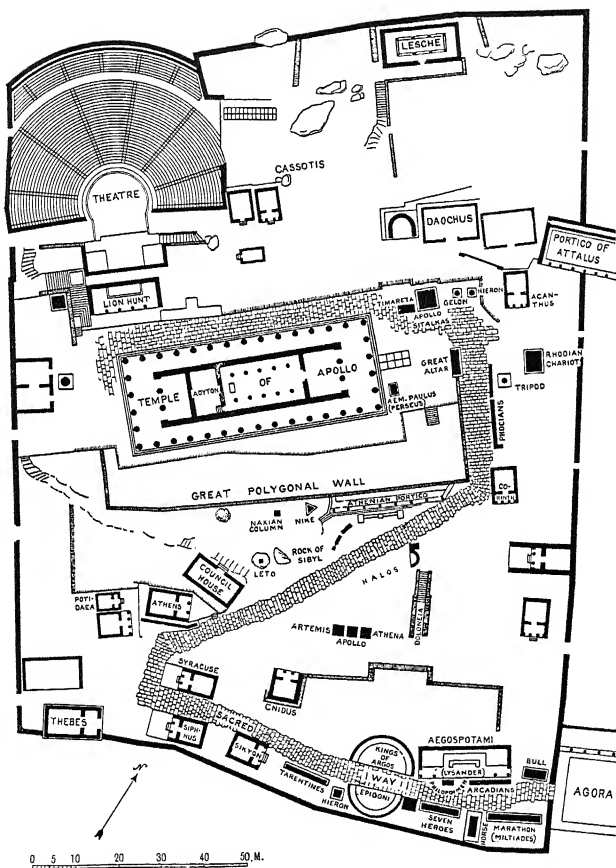 LESCHE
CASSOTIS
THEATRE
DAOCHUS
PORTICO OF
ATTALUS
LION HUNT
TIMARETA
APOLLO
SITALKAS
GELON
HIERON
ACAN-
THUS
GREAT
ALTAR
RHODIAN
CHARIOT
TRIPOD
TEMPLE
ADYTON
OF
APOLLO
AEM. PAULUS
(PERSEUS)
PHOCIANS
GREAT POLYGONAL WALL
ATHENIAN PORTICO
CO-
RINTH
NAXIAN
COLUMN
NIKE
ROCK OF
SIBYL
LETO
COUNCIL
HOUSE
HALOS
DOLONEIA
POTI-
DAEA
ATHENS
ARTEMIS
APOLLO
ATHENA
SYRACUSE
CNIDUS
THEBES
SIPH-
NUS
SACRED
SIKYON
AEGOSPOTAMI
KINGS
OF
ARGOS
WAY
EPIGONI
LYSANDER
BULL
ARCADIANS
TARENTINES
HIERON
SEVEN
HEROES
HORSE
MARATHON
(MILTIADES)
AGORA
N
0 5 10 20 30 40 50 M.